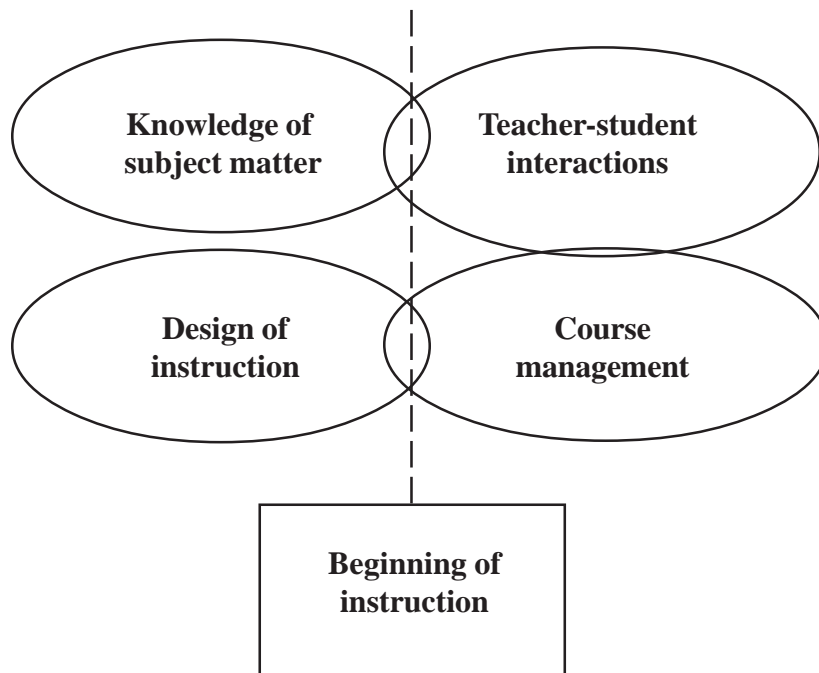 Knowledge of
subject matter
Teacher-student
interactions
Design of
instruction
Course
management
Beginning of
instruction